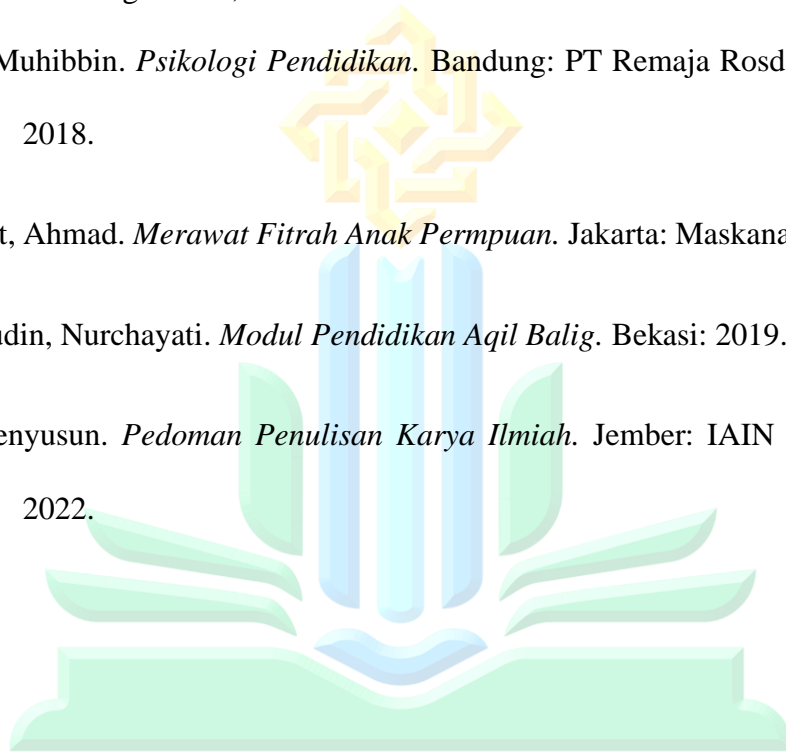 Muhibbin. Psikologi Pendidikan. Bandung: PT Remaja Rosd
2018.
t, Ahmad. Merawat Fitrah Anak Permpuan. Jakarta: Maskana
din, Nurchayati. Modul Pendidikan Aqil Balig. Bekasi: 2019.
enyusun. Pedoman Penulisan Karya Ilmiah. Jember: IAIN
2022.